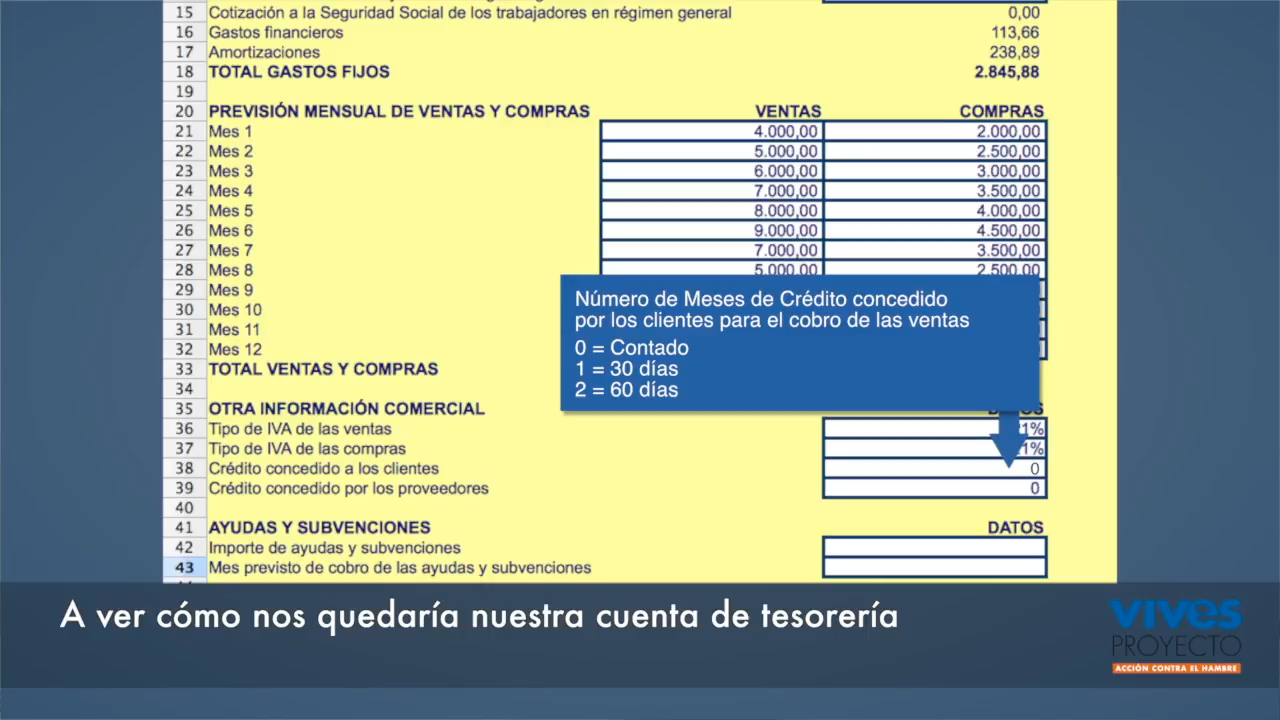 15 Cotización a la Seguridad Social de los trabajadores en régimen general 0,00
16 Gastos financieros 113,66
17 Amortizaciones 238,89
18 TOTAL GASTOS FIJOS 2.845,88
19
20 PREVISIÓN MENSUAL DE VENTAS Y COMPRAS VENTAS COMPRAS
21 Mes 1 4.000,00 2.000,00
22 Mes 2 5.000,00 2.500,00
23 Mes 3 6.000,00 3.000,00
24 Mes 4 7.000,00 3.500,00
25 Mes 5 8.000,00 4.000,00
26 Mes 6 9.000,00 4.500,00
27 Mes 7 7.000,00 3.500,00
28 Mes 8 5.000,00 2.500,00
29 Mes 9
30 Mes 10
31 Mes 11
32 Mes 12
33 TOTAL VENTAS Y COMPRAS
34
Número de Meses de Crédito concedido
por los clientes para el cobro de las ventas
0 = Contado
1 = 30 días
2 = 60 días
35 OTRA INFORMACIÓN COMERCIAL
36 Tipo de IVA de las ventas 1%
37 Tipo de IVA de las compras 1%
38 Crédito concedido a los clientes 0
39 Crédito concedido por los proveedores 0
40
41 AYUDAS Y SUBVENCIONES DATOS
42 Importe de ayudas y subvenciones
43 Mes previsto de cobro de las ayudas y subvenciones
A ver cómo nos quedaría nuestra cuenta de tesorería
vives
PROYECTO
ACCIÓN CONTRA EL HAMBRE